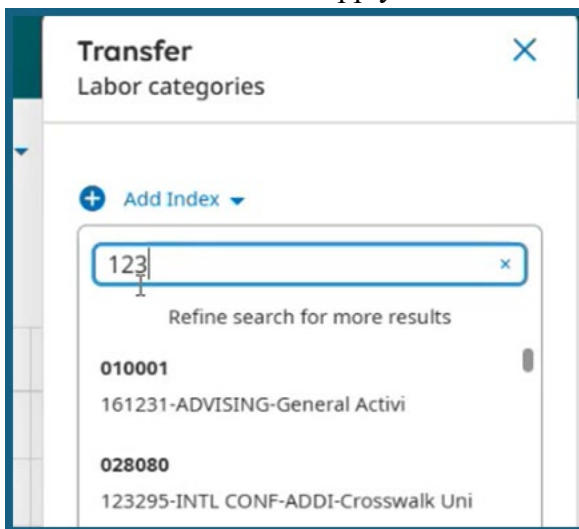 Transfer
Labor categories
Add Index
123
Refine search for more results
010001
161231-ADVISING-General Activi
028080
123295-INTL CONF-ADDI-Crosswalk Uni